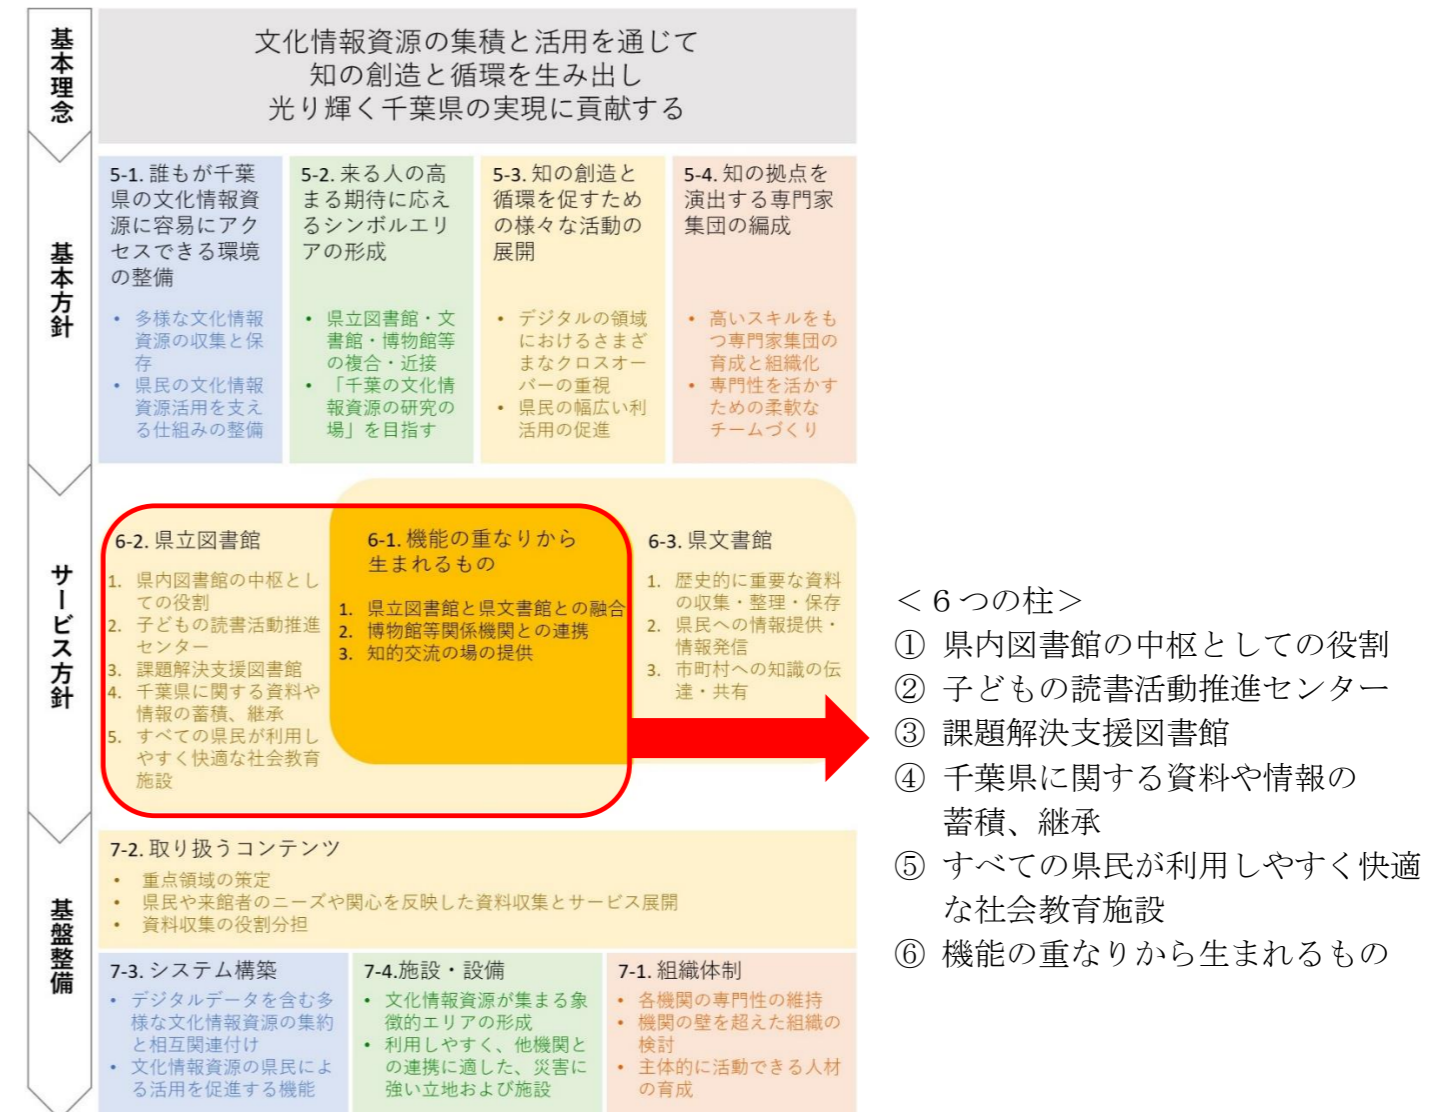 基本理念
文化情報資源の集積と活用を通じて
知の創造と循環を生み出し
光り輝く千葉県の実現に貢献する
基本方針
5-1. 誰もが千葉
県の文化情報資
源に容易にアク
セスできる環境
の整備
• 多様な文化情報
資源の収集と保
存
• 県民の文化情報
資源活用を支え
る仕組みの整備
5-2. 来る人の高
まる期待に応え
るシンボルエリ
アの形成
• 県立図書館・文
書館・博物館等
の複合・近接
• 「千葉の文化情
報資源の研究の
場」を目指す
5-3. 知の創造と
循環を促すため
の様々な活動の
展開
• デジタルの領域
におけるさまざ
まなクロスオー
バーの重視
• 県民の幅広い利
活用の促進
5-4. 知の拠点を
演出する専門家
集団の編成
• 高いスキルをも
つ専門家集団の
育成と組織化
• 専門性を活かす
ための柔軟な
チームづくり
サービス方針
6-2. 県立図書館
1. 県内図書館の中枢とし
ての役割
2. 子どもの読書活動推進
センター
3. 課題解決支援図書館
4. 千葉県に関する資料や
情報の蓄積、継承
5. すべての県民が利用し
やすく快適な社会教育
施設
6-1. 機能の重なりから
生まれるもの
1. 県立図書館と県文書館との融合
2. 博物館等関係機関との連携
3. 知的交流の場の提供
6-3. 県文書館
1. 歴史的に重要な資料
の収集・整理・保存
2. 県民への情報提供・
情報発信
3. 市町村への知識の伝
達・共有
＜６つの柱＞
① 県内図書館の中枢としての役割
② 子どもの読書活動推進センター
③ 課題解決支援図書館
④ 千葉県に関する資料や情報の
蓄積、継承
⑤ すべての県民が利用しやすく快適
な社会教育施設
⑥ 機能の重なりから生まれるもの
基盤整備
7-2. 取り扱うコンテンツ
• 重点領域の策定
• 県民や来館者のニーズや関心を反映した資料収集とサービス展開
• 資料収集の役割分担
7-3. システム構築
• デジタルデータを含む多
様な文化情報資源の集約
と相互関連付け
• 文化情報資源の県民によ
る活用を促進する機能
7-4.施設・設備
• 文化情報資源が集まる象
徴的エリアの形成
• 利用しやすく、他機関と
の連携に適した、災害に
強い立地および施設
7-1. 組織体制
• 各機関の専門性の維持
• 機関の壁を超えた組織の
検討
• 主体的に活動できる人材
の育成